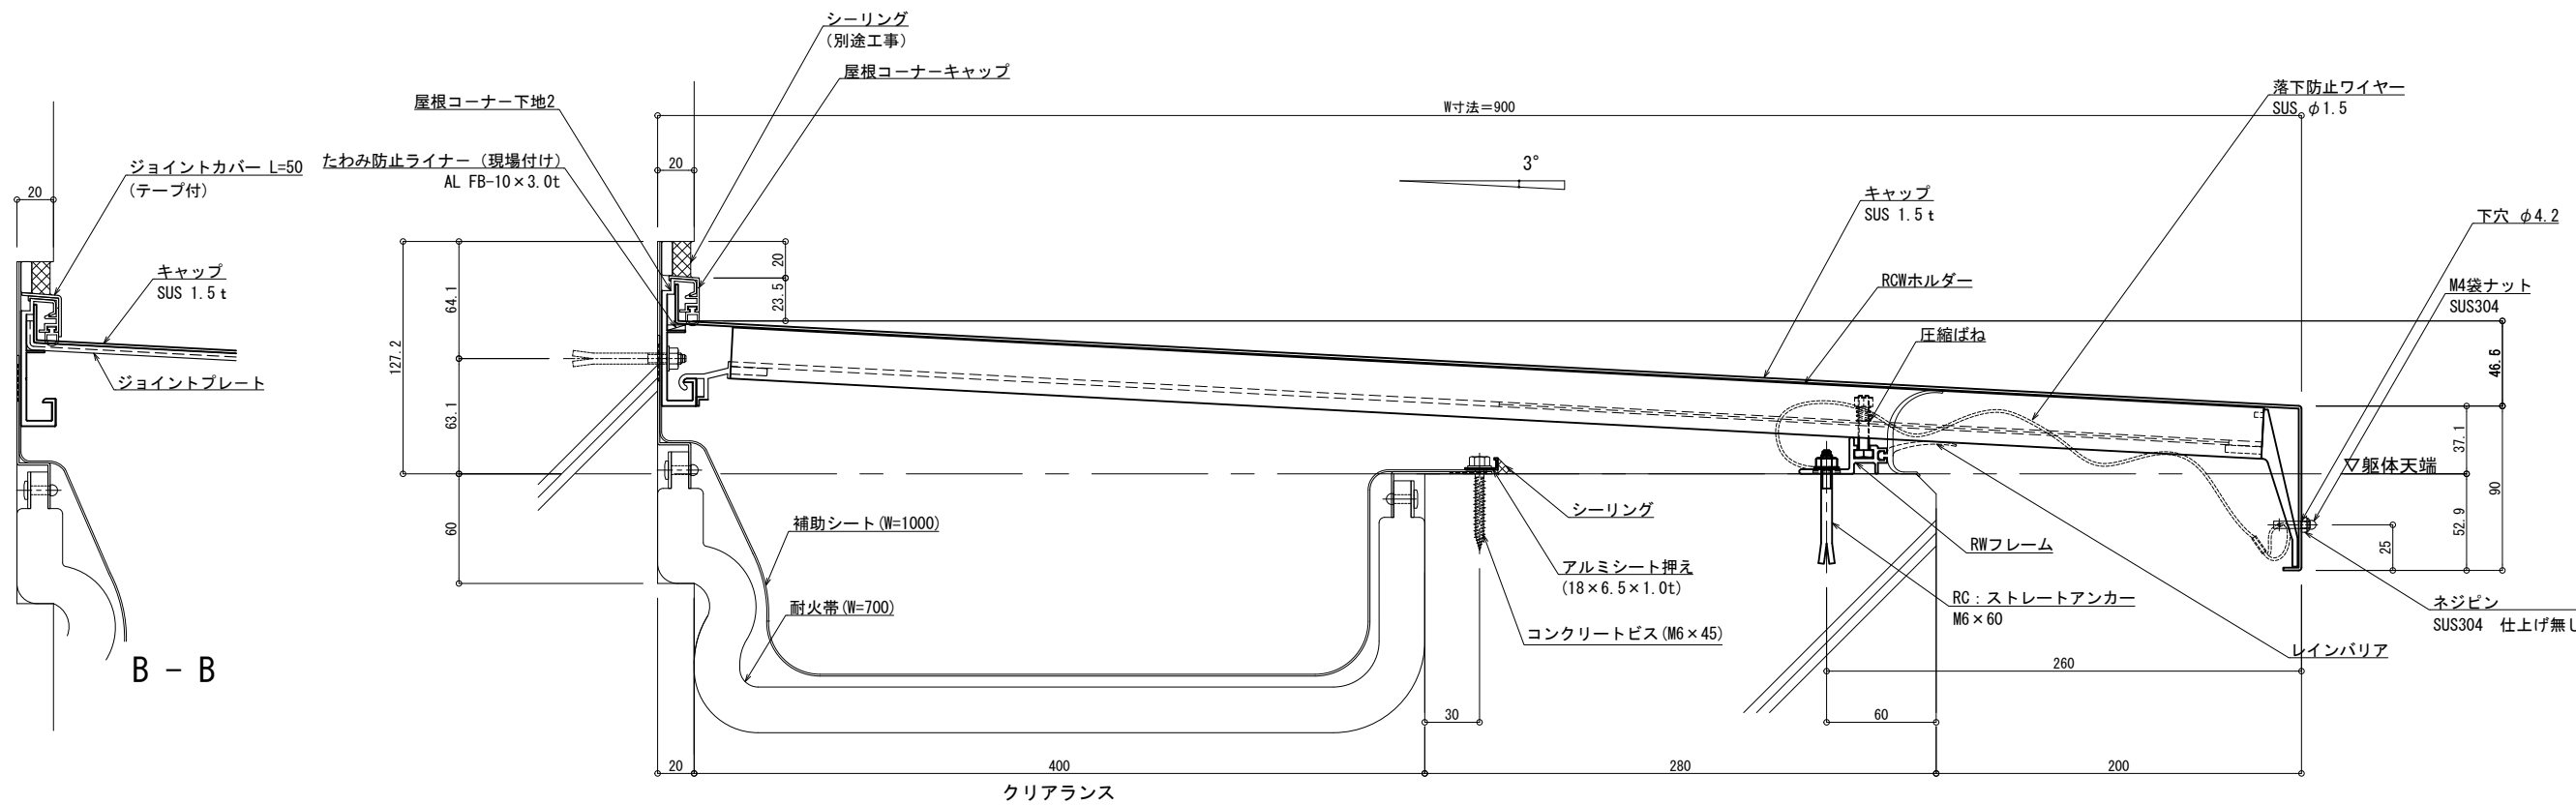 シーリング
(別途工事)
屋根コーナーキャップ
屋根コーナー下地2
たわみ防止ライナー (現場付け)
AL FB-10×3.0t
ジョイントカバー L=50
(テープ付)
20
キャップ
SUS 1.5t
ジョイントプレート
B - B
W寸法=900
20
3°
落下防止ワイヤー
SUS φ1.5
キャップ
SUS 1.5t
下穴 φ4.2
RCWホルダー
M4袋ナット
SUS304
圧縮ばね
20
23.5
64.1
127.2
63.1
60
46.6
37.1
▽躯体天端
90
52.9
25
補助シート(W=1000)
シーリング
RWフレーム
アルミシート押え
(18×6.5×1.0t)
耐火帯(W=700)
RC:ストレートアンカー
M6×60
ネジピン
SUS304 仕上げ無し
コンクリートビス(M6×45)
レインバリア
260
30
60
20
400
280
200
クリアランス